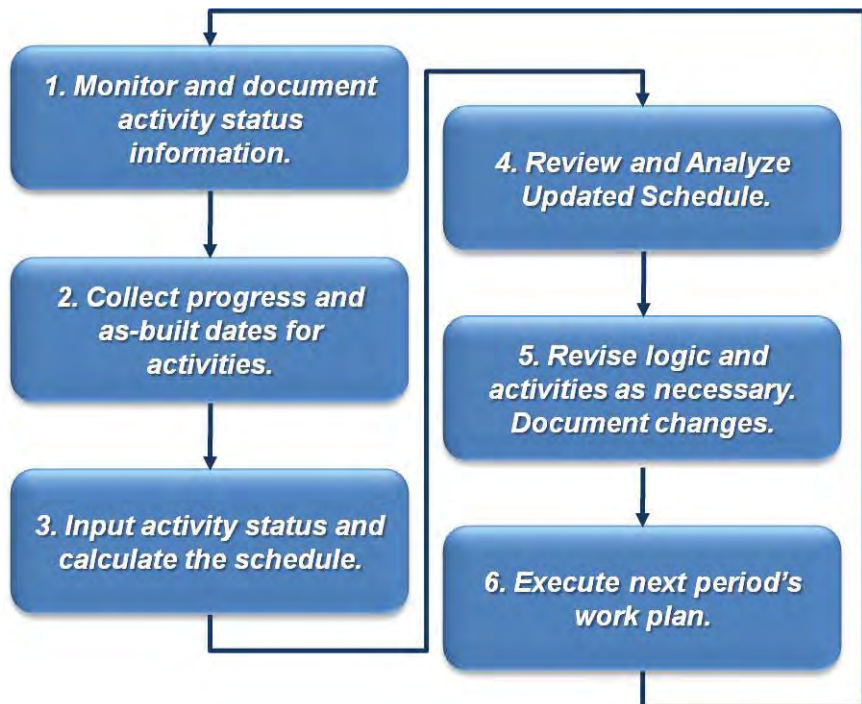 1. Monitor and document
activity status
information.
2. Collect progress and
as-built dates for
activities.
3. Input activity status and
calculate the schedule.
4. Review and Analyze
Updated Schedule.
5. Revise logic and
activities as necessary.
Document changes.
6. Execute next period's
work plan.